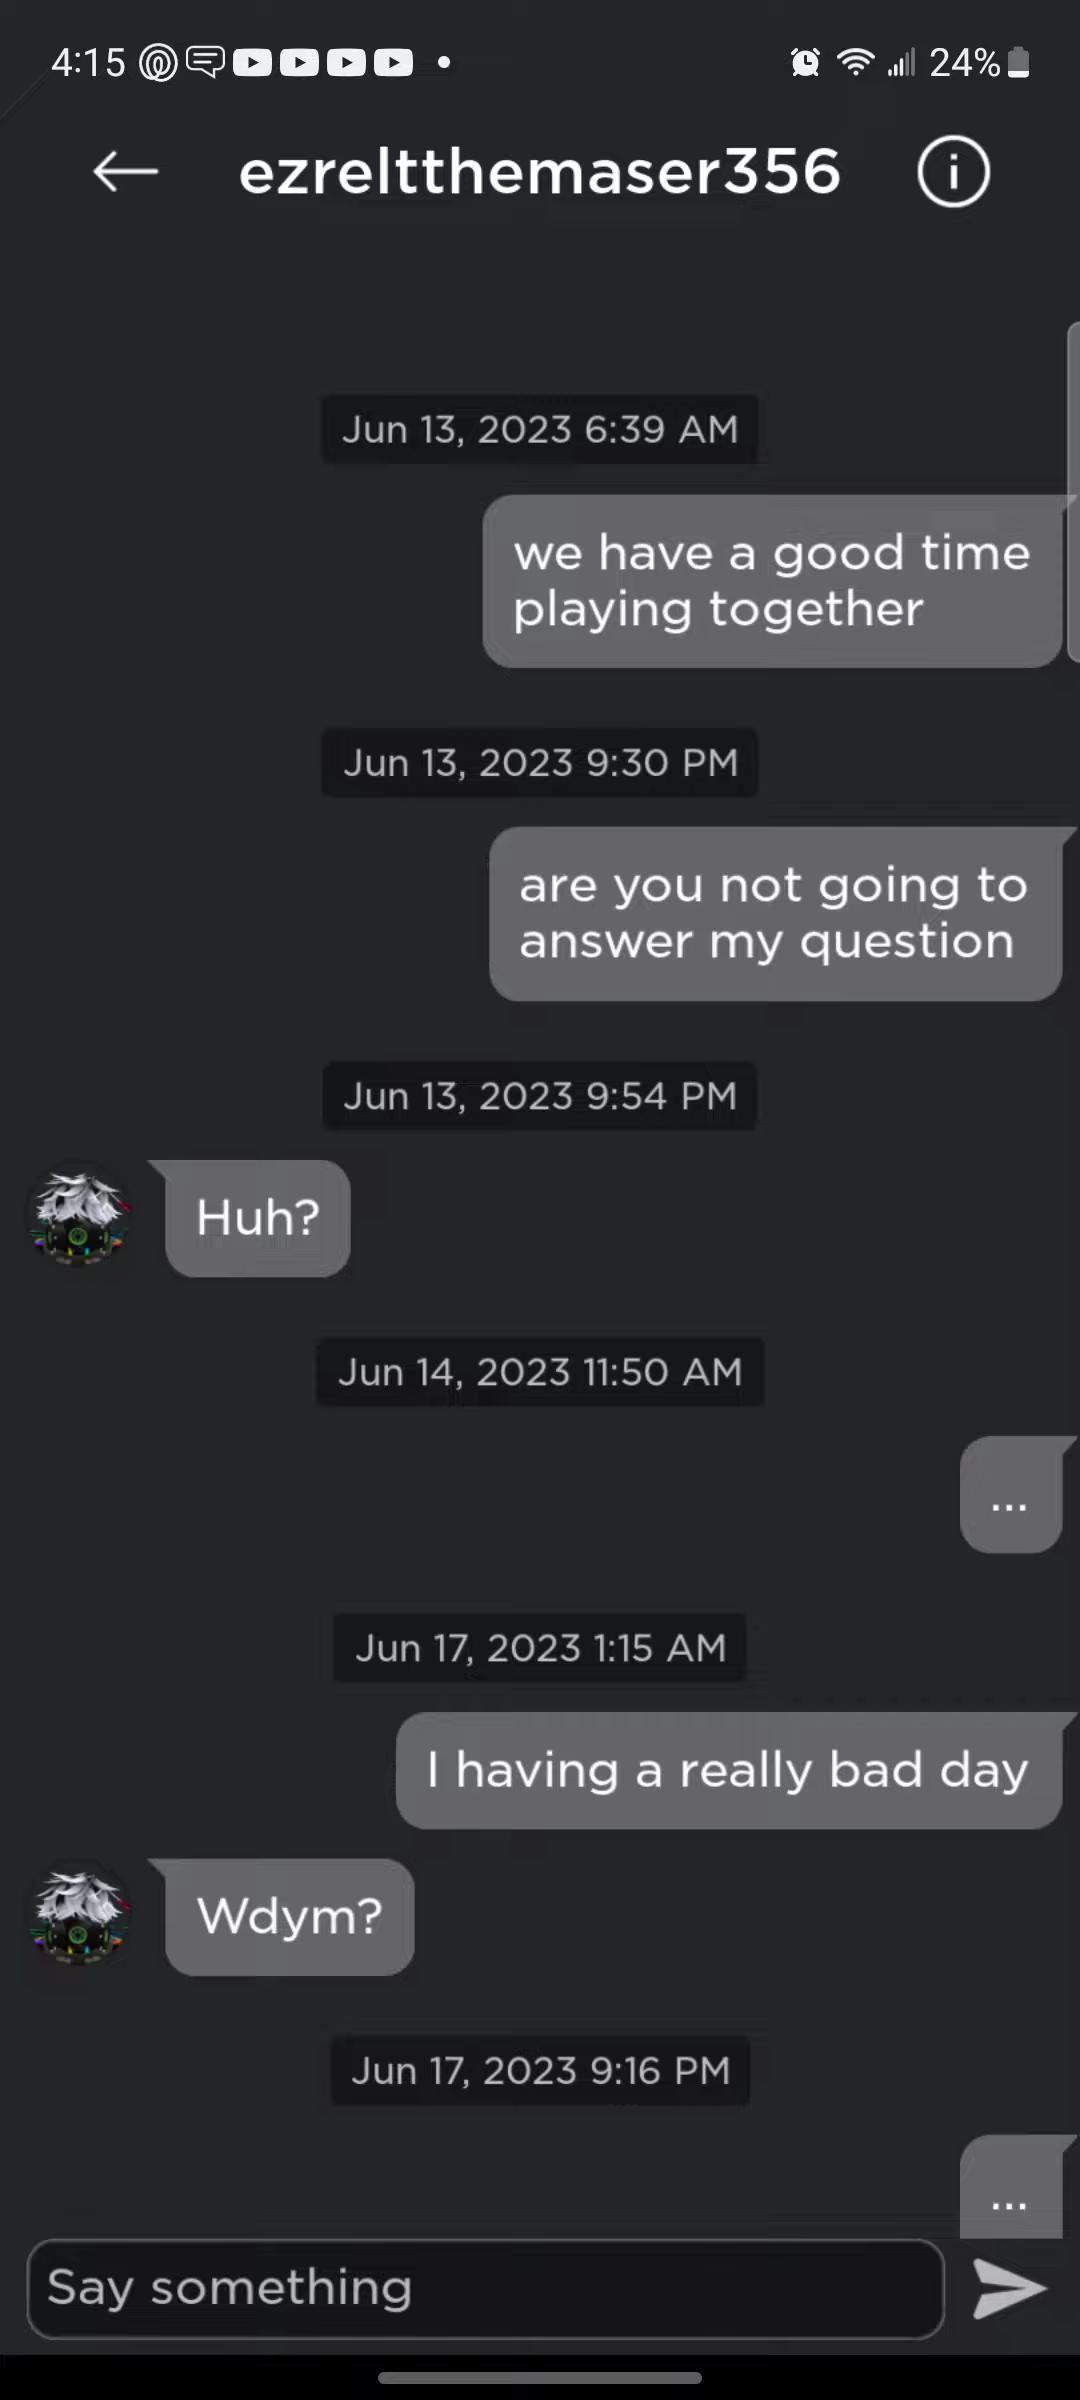 4:15 24%
ezreltthemaser356
Jun 13, 2023 6:39 AM
we have a good time
playing together
Jun 13, 2023 9:30 PM
are you not going to
answer my question
Jun 13, 2023 9:54 PM
Huh?
Jun 14, 2023 11:50 AM
...
Jun 17, 2023 1:15 AM
I having a really bad day
Wdym?
Jun 17, 2023 9:16 PM
...
Say something